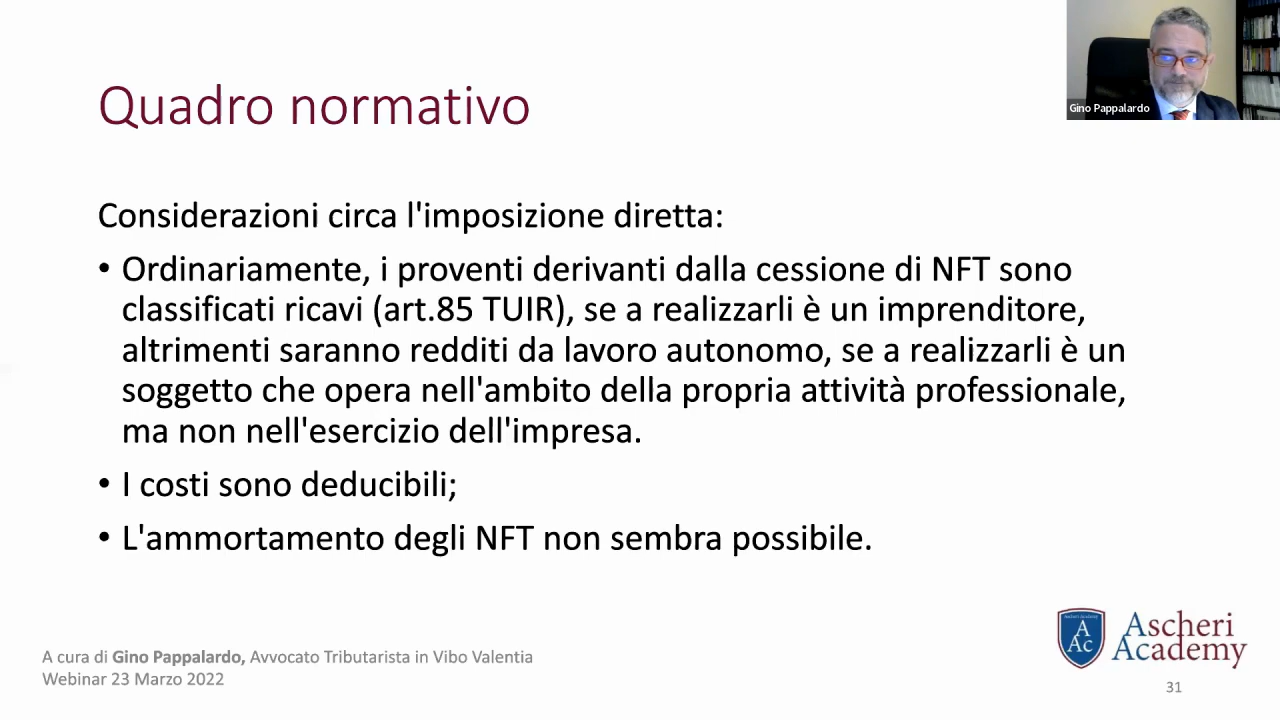 Gino Pappalardo
Quadro normativo
Considerazioni circa l'imposizione diretta:
• Ordinariamente, i proventi derivanti dalla cessione di NFT sono
classificati ricavi (art.85 TUIR), se a realizzarli è un imprenditore,
altrimenti saranno redditi da lavoro autonomo, se a realizzarli è un
soggetto che opera nell'ambito della propria attività professionale,
ma non nell'esercizio dell'impresa.
• I costi sono deducibili;
• L'ammortamento degli NFT non sembra possibile.
A cura di Gino Pappalardo, Avvocato Tributarista in Vibo Valentia
Webinar 23 Marzo 2022
Ascheri Academy
A
Ac
Ascheri
Academy
31